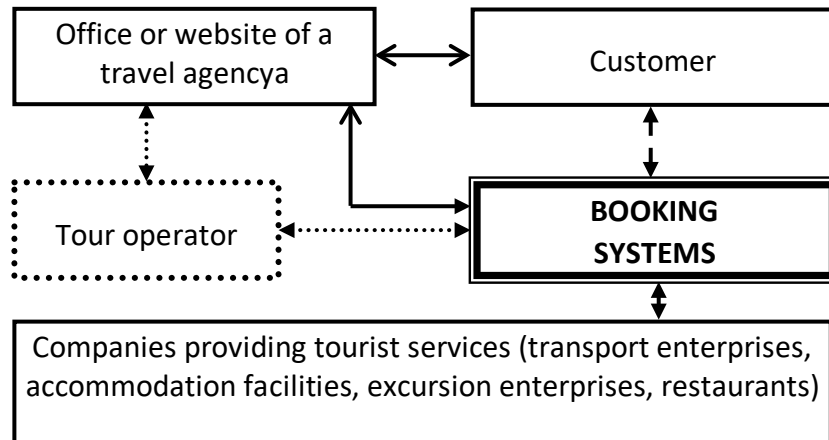 Office or website of a
travel agencya
Customer
Tour operator
BOOKING
SYSTEMS
Companies providing tourist services (transport enterprises,
accommodation facilities, excursion enterprises, restaurants)